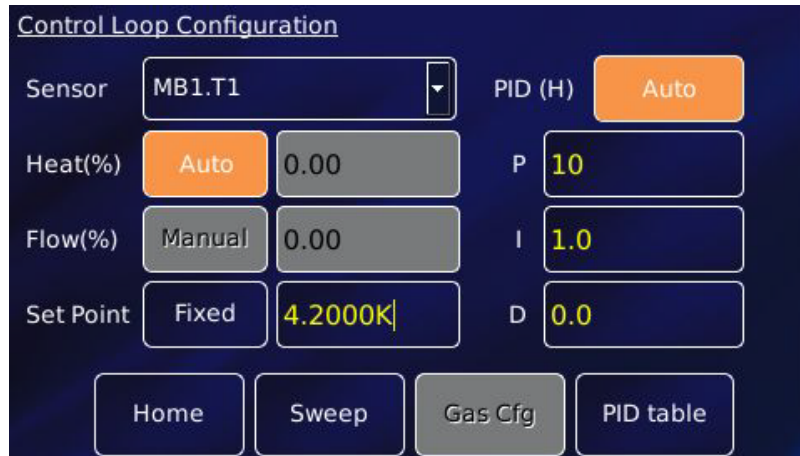 Control Loop Configuration
Sensor MB1.T1 PID (H) Auto
Heat(%) Auto 0.00 P 10
Flow(%) Manual 0.00 I 1.0
Set Point Fixed 4.2000K D 0.0
Home Sweep Gas Cfg PID table